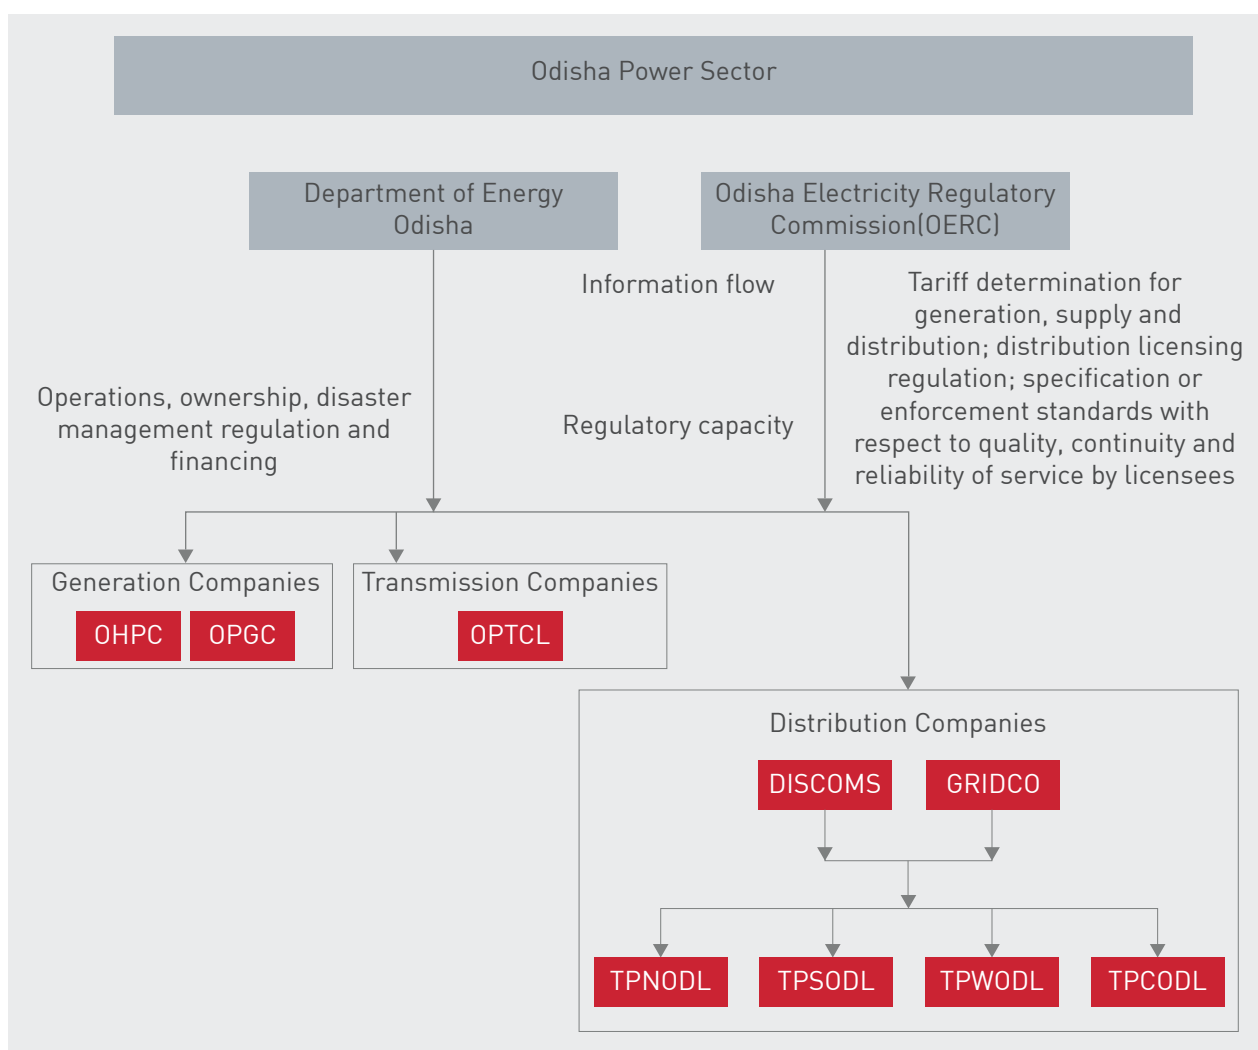 Odisha Power Sector
Department of Energy
Odisha
Odisha Electricity Regulatory
Commission(OERC)
Information flow
Tariff determination for
generation, supply and
distribution; distribution licensing
regulation; specification or
enforcement standards with
respect to quality, continuity and
reliability of service by licensees
Operations, ownership, disaster
management regulation and
financing
Regulatory capacity
Generation Companies
OHPC
OPGC
Transmission Companies
OPTCL
Distribution Companies
DISCOMS
GRIDCO
TPNODL
TPSODL
TPWODL
TPCODL